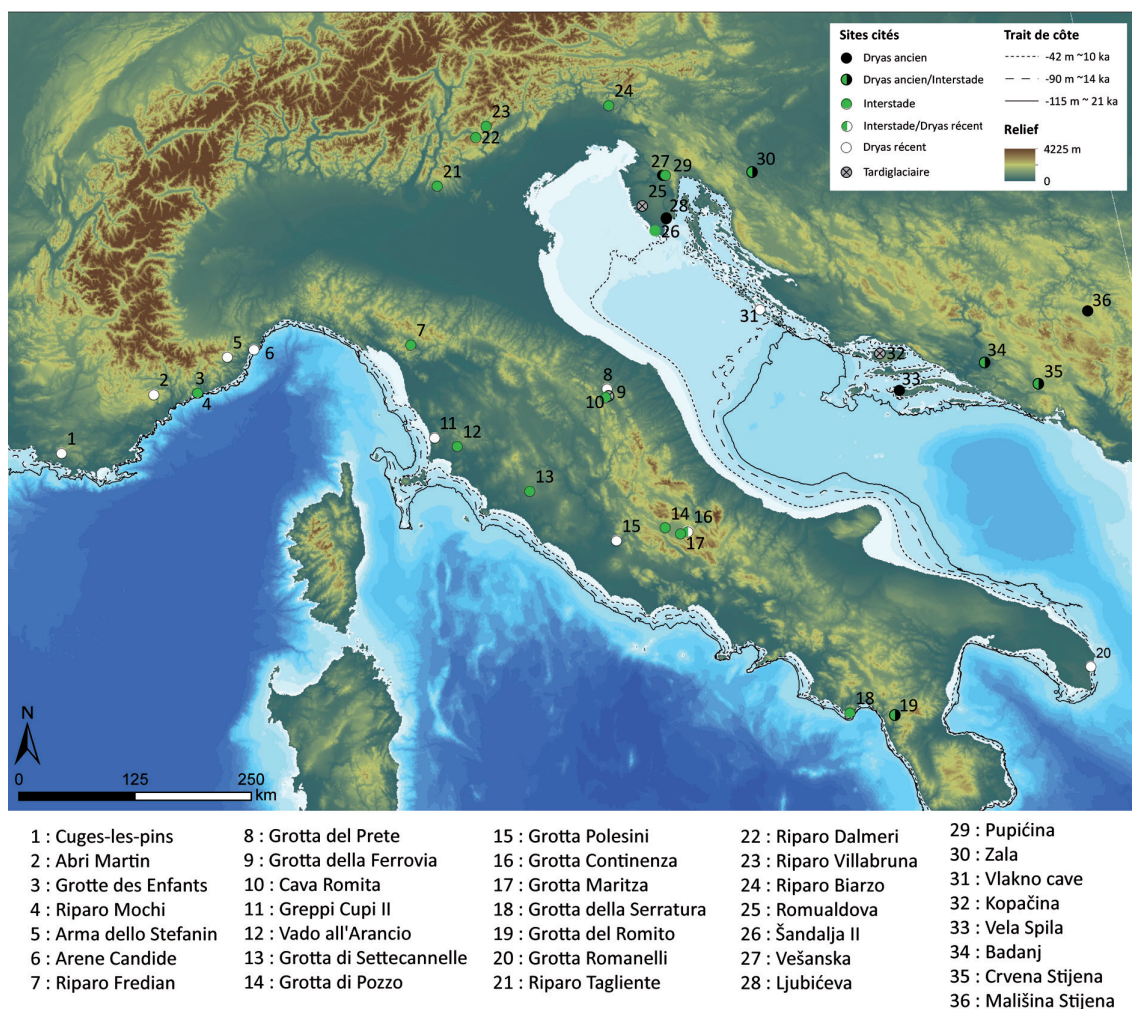 Sites cités
Dryas ancien
Dryas ancien/Interstade
Interstade
Interstade/Dryas récent
Dryas récent
Tardiglaciaire
Trait de côte
-42 m ~10 ka
-90 m ~14 ka
-115 m ~ 21 ka
Relief
4225 m
0
24
23
22
21
27
29
30
25
28
26
36
31
32
34
35
33
7
5
6
2
3
4
8
9
10
1
11
12
13
14
16
15
17
20
18
19
N
0 125 250
km
1 : Cuges-les-pins
2 : Abri Martin
3 : Grotte des Enfants
4 : Riparo Mochi
5 : Arma dello Stefanin
6 : Arene Candide
7 : Riparo Fredian
8 : Grotta del Prete
9 : Grotta della Ferrovia
10 : Cava Romita
11 : Greppi Cupi II
12 : Vado all'Arancio
13 : Grotta di Settecannelle
14 : Grotta di Pozzo
15 : Grotta Polesini
16 : Grotta Continenza
17 : Grotta Maritza
18 : Grotta della Serratura
19 : Grotta del Romito
20 : Grotta Romanelli
21 : Riparo Tagliente
22 : Riparo Dalmeri
23 : Riparo Villabruna
24 : Riparo Biarzo
25 : Romualdova
26 : Šandalja II
27 : Vešanska
28 : Ljubićeva
29 : Pupićina
30 : Zala
31 : Vlakno cave
32 : Kopačina
33 : Vela Spila
34 : Badanj
35 : Crvena Stijena
36 : Mališina Stijena